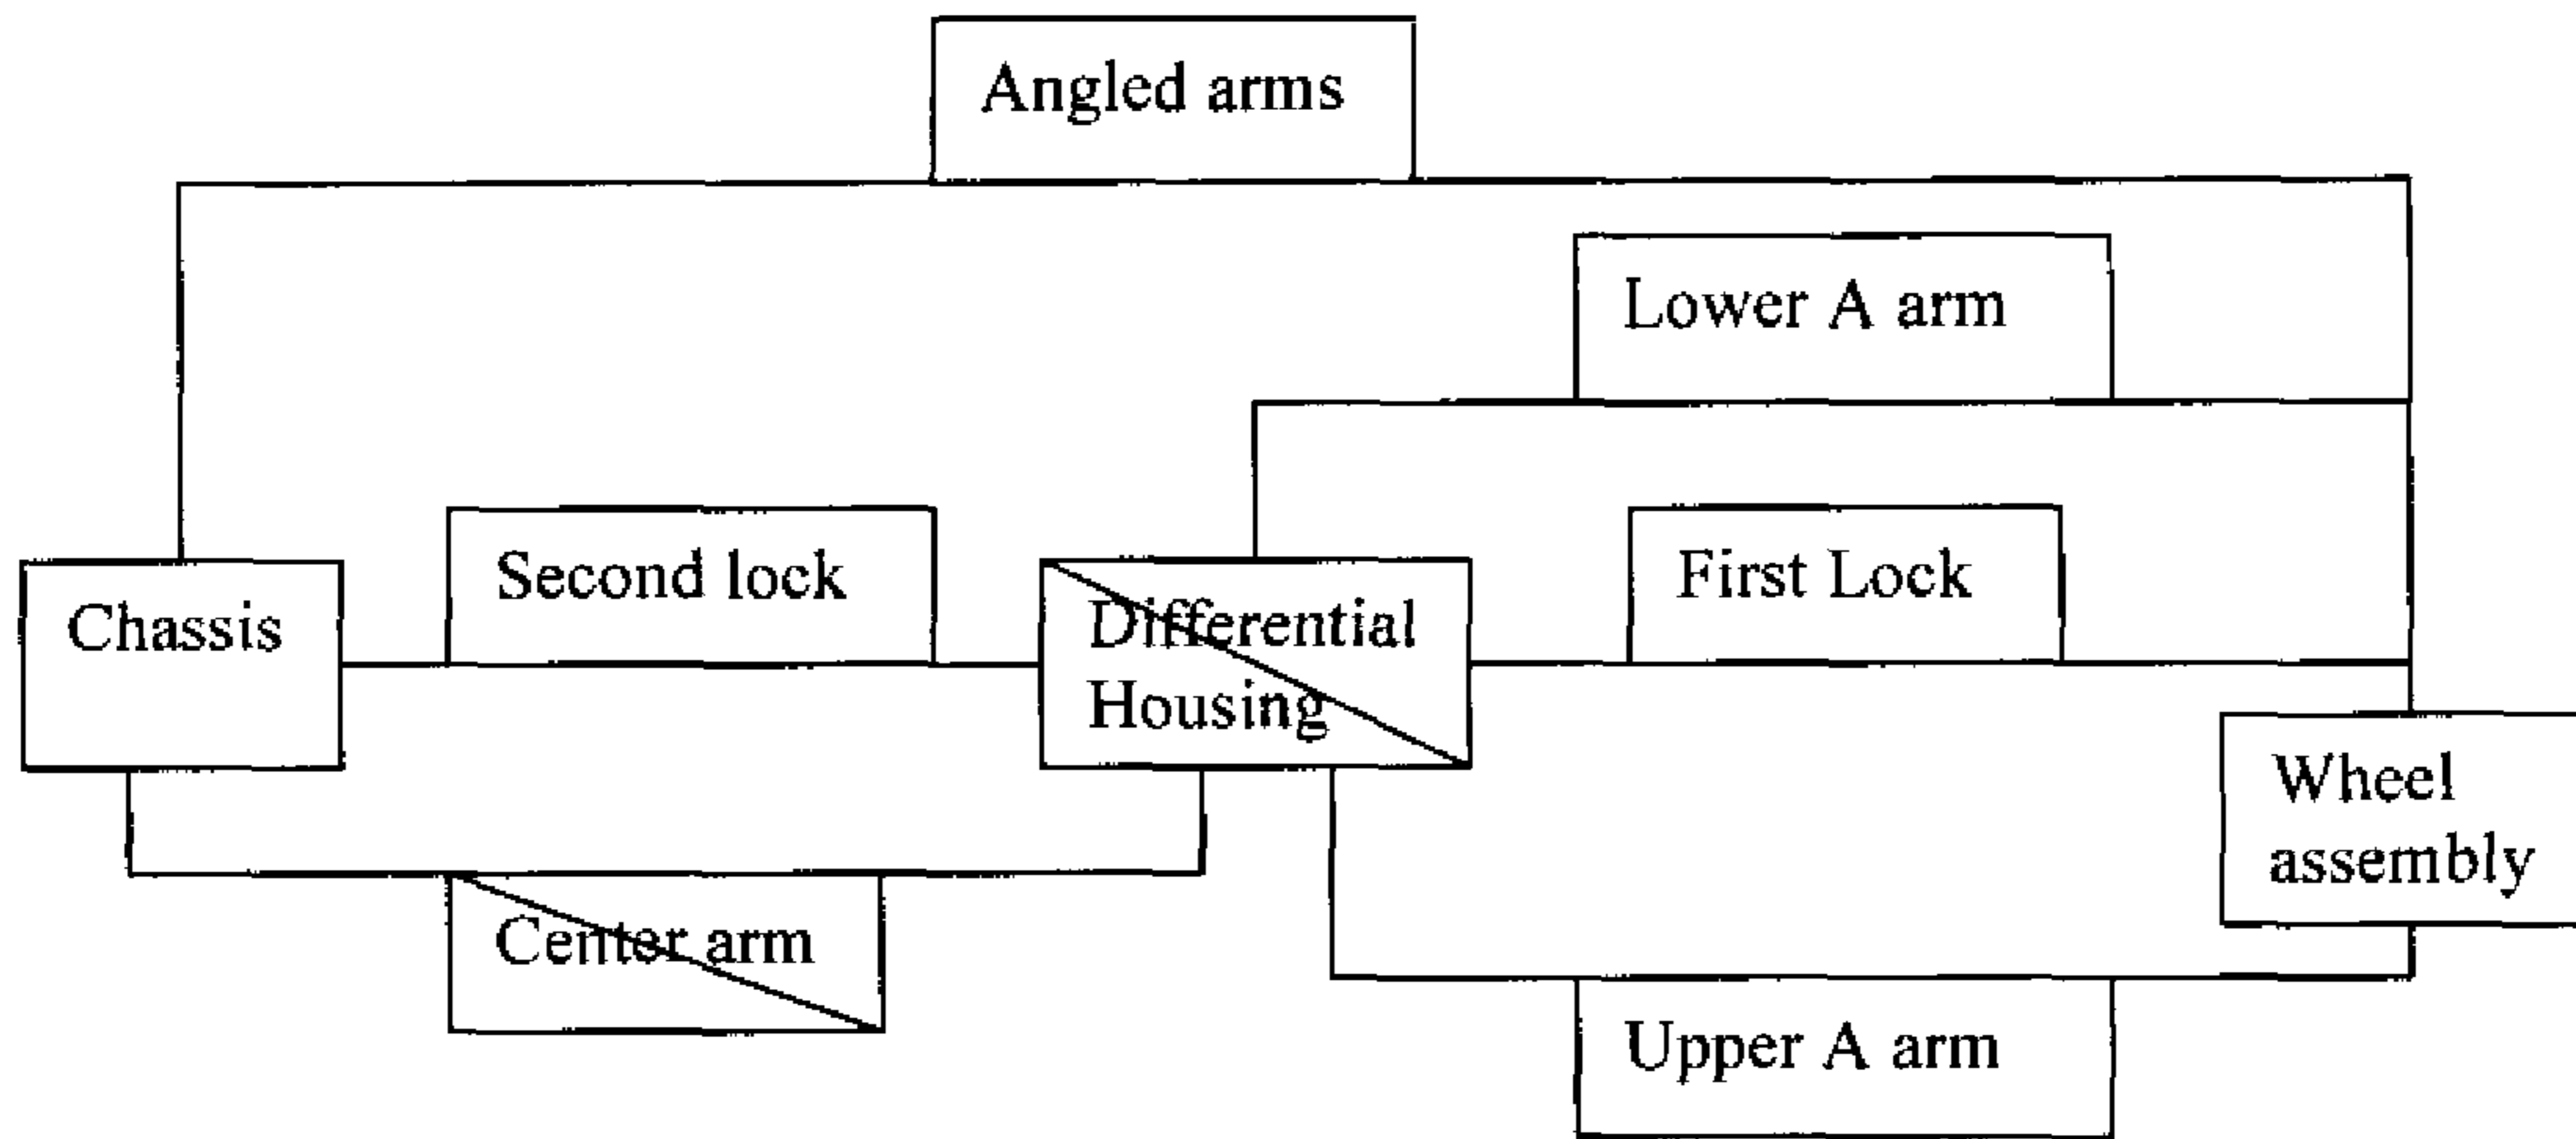 Angled arms
Lower A arm
Second lock
First Lock
Chassis
Differential
Housing
Wheel
assembly
Center arm
Upper A arm